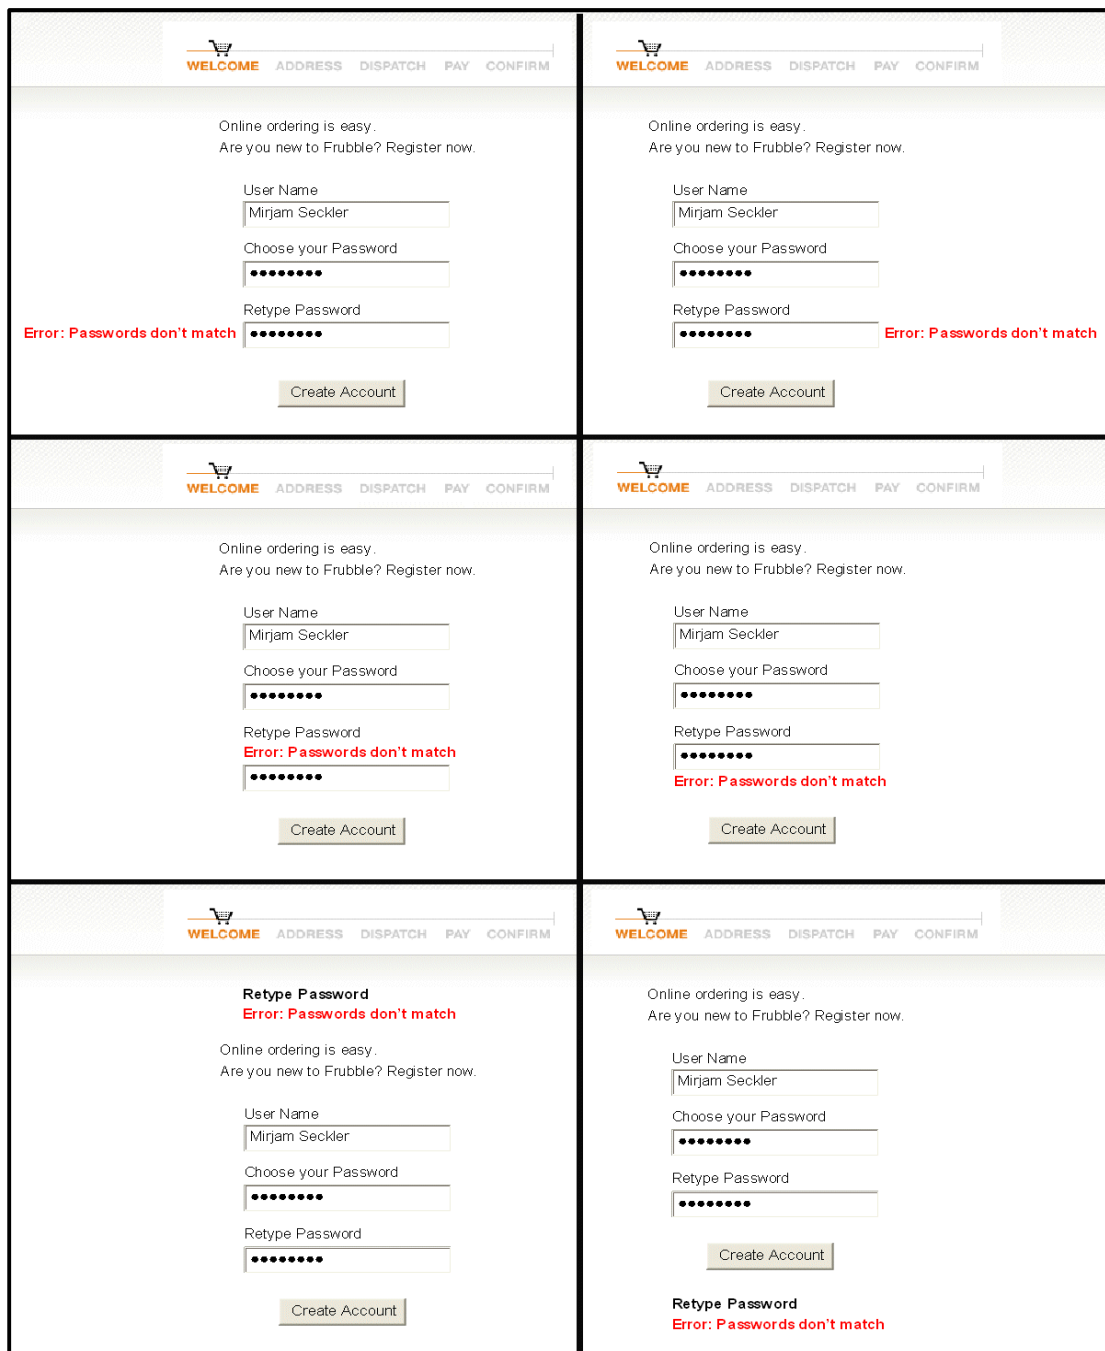 WELCOME ADDRESS DISPATCH PAY CONFIRM
Online ordering is easy.
Are you new to Frubble? Register now.
User Name
Mirjam Seckler
Choose your Password
••••••••
Retype Password
Error: Passwords don't match ••••••••
Create Account
WELCOME ADDRESS DISPATCH PAY CONFIRM
Online ordering is easy.
Are you new to Frubble? Register now.
User Name
Mirjam Seckler
Choose your Password
••••••••
Retype Password
•••••••• Error: Passwords don't match
Create Account
WELCOME ADDRESS DISPATCH PAY CONFIRM
Online ordering is easy.
Are you new to Frubble? Register now.
User Name
Mirjam Seckler
Choose your Password
••••••••
Retype Password
Error: Passwords don't match
••••••••
Create Account
WELCOME ADDRESS DISPATCH PAY CONFIRM
Online ordering is easy.
Are you new to Frubble? Register now.
User Name
Mirjam Seckler
Choose your Password
••••••••
Retype Password
••••••••
Error: Passwords don't match
Create Account
WELCOME ADDRESS DISPATCH PAY CONFIRM
Retype Password
Error: Passwords don't match
Online ordering is easy.
Are you new to Frubble? Register now.
User Name
Mirjam Seckler
Choose your Password
••••••••
Retype Password
••••••••
Create Account
WELCOME ADDRESS DISPATCH PAY CONFIRM
Online ordering is easy.
Are you new to Frubble? Register now.
User Name
Mirjam Seckler
Choose your Password
••••••••
Retype Password
••••••••
Create Account
Retype Password
Error: Passwords don't match